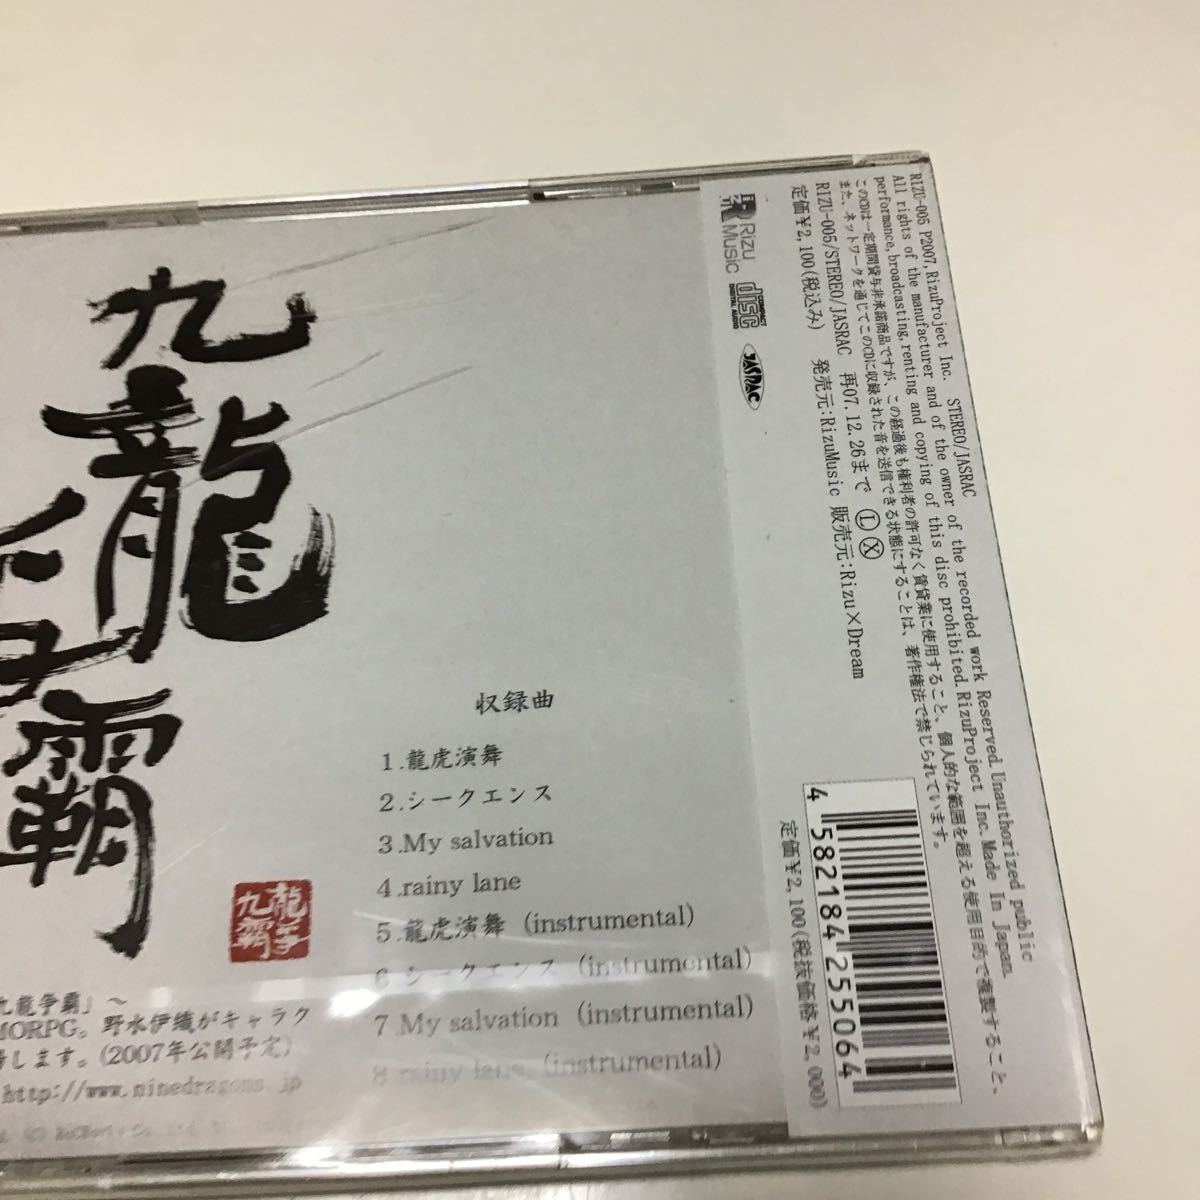 九龍争覇
収録曲
1.龍虎演舞
2.シークエンス
3.My salvation
4.rainy lane
5.龍虎演舞 (instrumental)
6 シークエンス (instrumental)
7 My salvation (instrumental)
8 rainy lane (instrumental)
龍争
九覇
九龍争覇」～
MORPG。野水伊織がキャラク
します。(2007年公開予定)
http://www.ninedragons.jp
Rizu Music
COMPACT disc DIGITAL AUDIO
JASRAC
定価¥2,100(税込み) 発売元:RizuMusic 販売元:Rizu×Dream
RIZU-005/STEREO/JASRAC 再07.12.26まで Ⓛ Ⓧ
また、ネットワークを通じてこのCDに収録された音を送信できる状態にすることは、著作権法で禁じられています。
このCDは一定期間貸与非承諾商品ですが、この経過後も権利者の許可なく賃貸業に使用すること、個人的な範囲を超える使用目的で複製すること、
performance,broadcasting,renting and copying of this disc prohibited.RizuProject Inc.Made In Japan.
All rights of the manufacturer and of the owner of the recorded work Reserved.Unauthorized public
RIZU-005 P2007,RizuProject Inc. STEREO/JASRAC
4582184255064
定価¥2,100(税抜価格¥2,000)